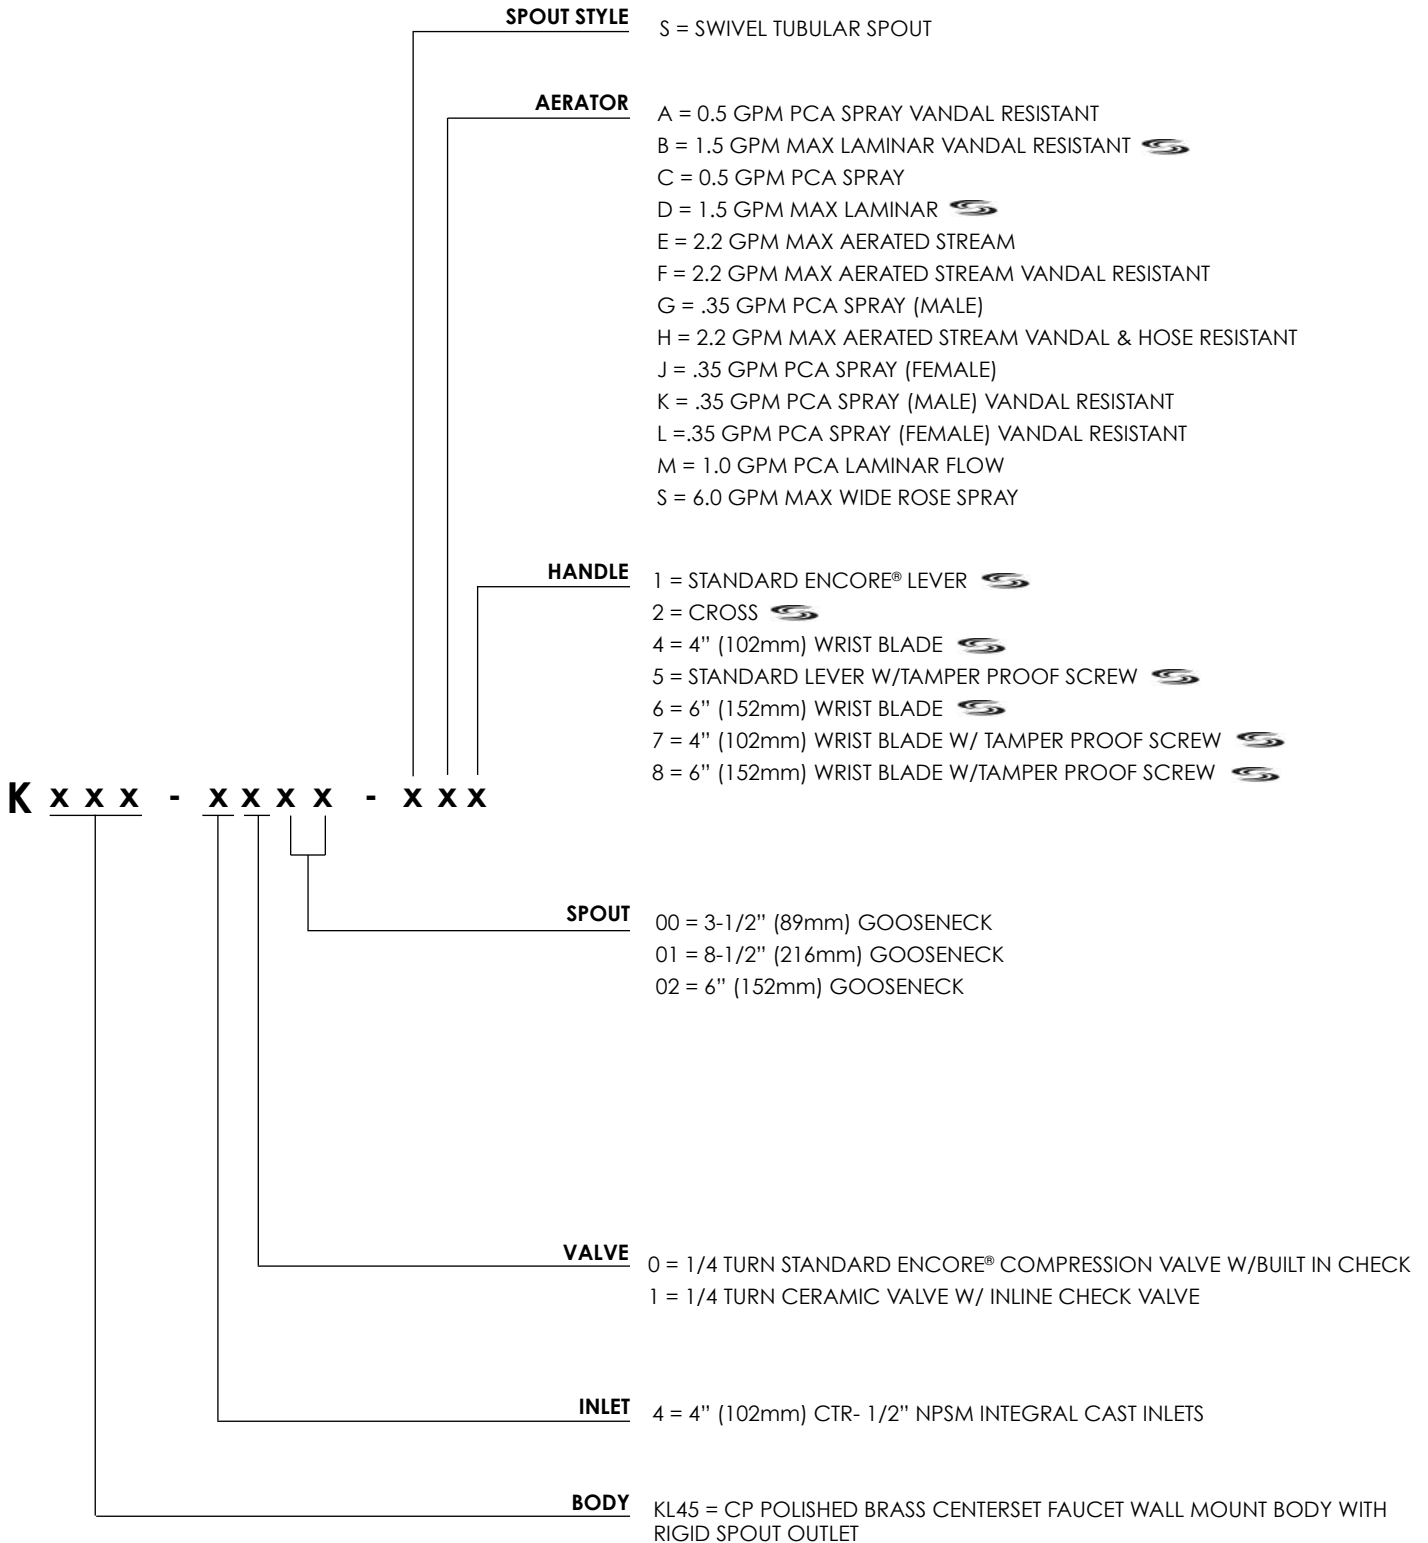 SPOUT STYLE
S = SWIVEL TUBULAR SPOUT
AERATOR
A = 0.5 GPM PCA SPRAY VANDAL RESISTANT
B = 1.5 GPM MAX LAMINAR VANDAL RESISTANT
C = 0.5 GPM PCA SPRAY
D = 1.5 GPM MAX LAMINAR
E = 2.2 GPM MAX AERATED STREAM
F = 2.2 GPM MAX AERATED STREAM VANDAL RESISTANT
G = .35 GPM PCA SPRAY (MALE)
H = 2.2 GPM MAX AERATED STREAM VANDAL & HOSE RESISTANT
J = .35 GPM PCA SPRAY (FEMALE)
K = .35 GPM PCA SPRAY (MALE) VANDAL RESISTANT
L =.35 GPM PCA SPRAY (FEMALE) VANDAL RESISTANT
M = 1.0 GPM PCA LAMINAR FLOW
S = 6.0 GPM MAX WIDE ROSE SPRAY
HANDLE
1 = STANDARD ENCORE® LEVER
2 = CROSS
4 = 4” (102mm) WRIST BLADE
5 = STANDARD LEVER W/TAMPER PROOF SCREW
6 = 6” (152mm) WRIST BLADE
7 = 4” (102mm) WRIST BLADE W/ TAMPER PROOF SCREW
8 = 6” (152mm) WRIST BLADE W/TAMPER PROOF SCREW
K x x x - x x x x - x x x
SPOUT
00 = 3-1/2” (89mm) GOOSENECK
01 = 8-1/2” (216mm) GOOSENECK
02 = 6” (152mm) GOOSENECK
VALVE
0 = 1/4 TURN STANDARD ENCORE® COMPRESSION VALVE W/BUILT IN CHECK
1 = 1/4 TURN CERAMIC VALVE W/ INLINE CHECK VALVE
INLET
4 = 4” (102mm) CTR- 1/2” NPSM INTEGRAL CAST INLETS
BODY
KL45 = CP POLISHED BRASS CENTERSET FAUCET WALL MOUNT BODY WITH
RIGID SPOUT OUTLET